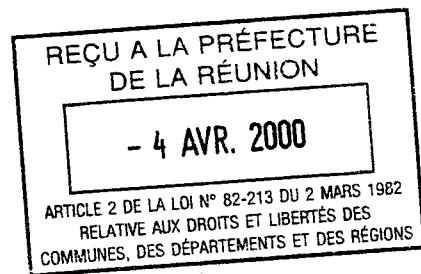 REÇU A LA PRÉFECTURE
DE LA RÉUNION
- 4 AVR. 2000
ARTICLE 2 DE LA LOI N° 82-213 DU 2 MARS 1982
RELATIVE AUX DROITS ET LIBERTÉS DES
COMMUNES, DES DÉPARTEMENTS ET DES RÉGIONS